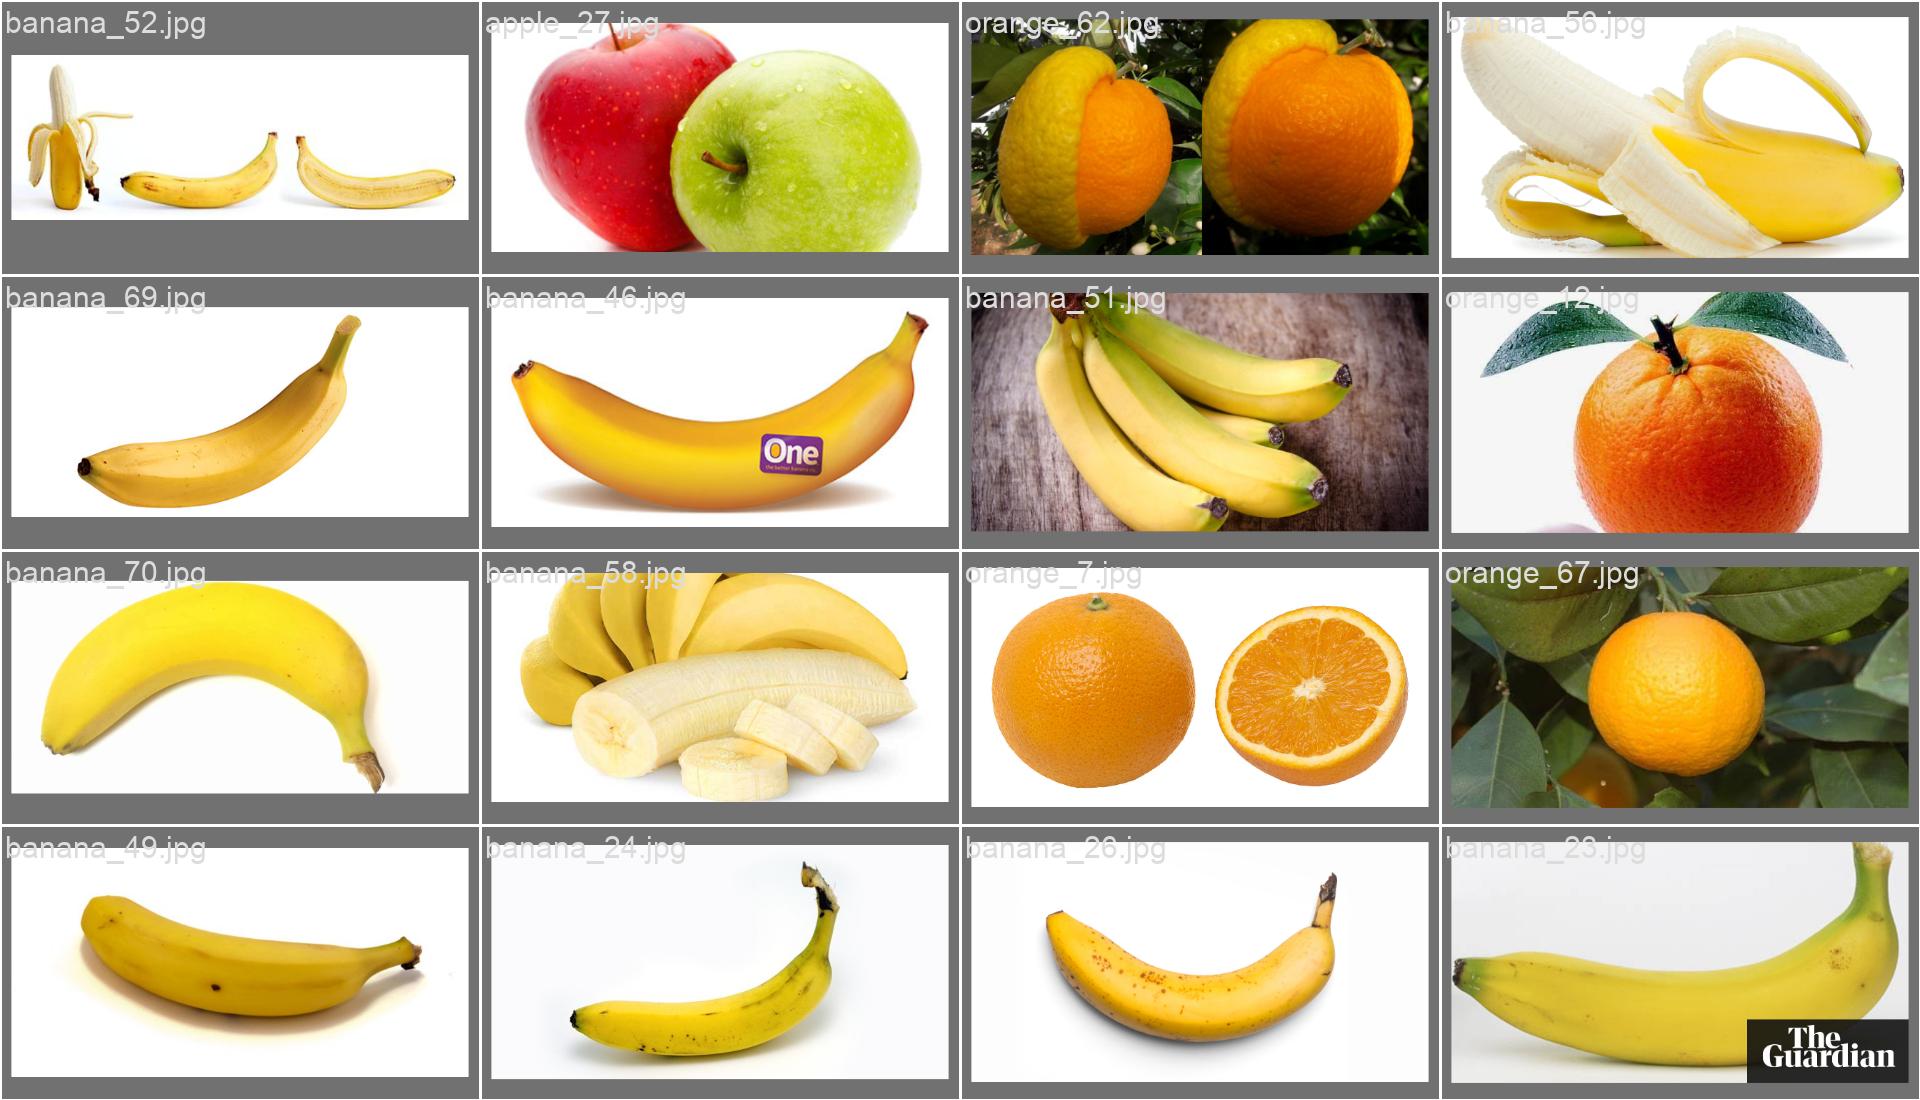 banana_52.jpg
apple_27.jpg
orange_62.jpg
banana_56.jpg
banana_69.jpg
banana_46.jpg
banana_51.jpg
orange_12.jpg
One
the better banana co.
banana_70.jpg
banana_58.jpg
orange_7.jpg
orange_67.jpg
banana_49.jpg
banana_24.jpg
banana_26.jpg
banana_23.jpg
The
Guardian